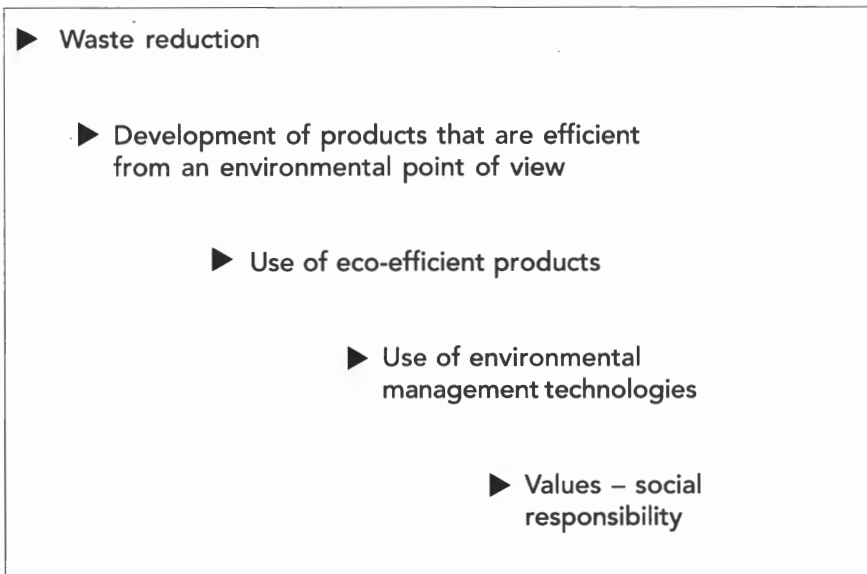 ▶ Waste reduction
▶ Development of products that are efficient
from an environmental point of view
▶ Use of eco-efficient products
▶ Use of environmental
management technologies
▶ Values – social
responsibility